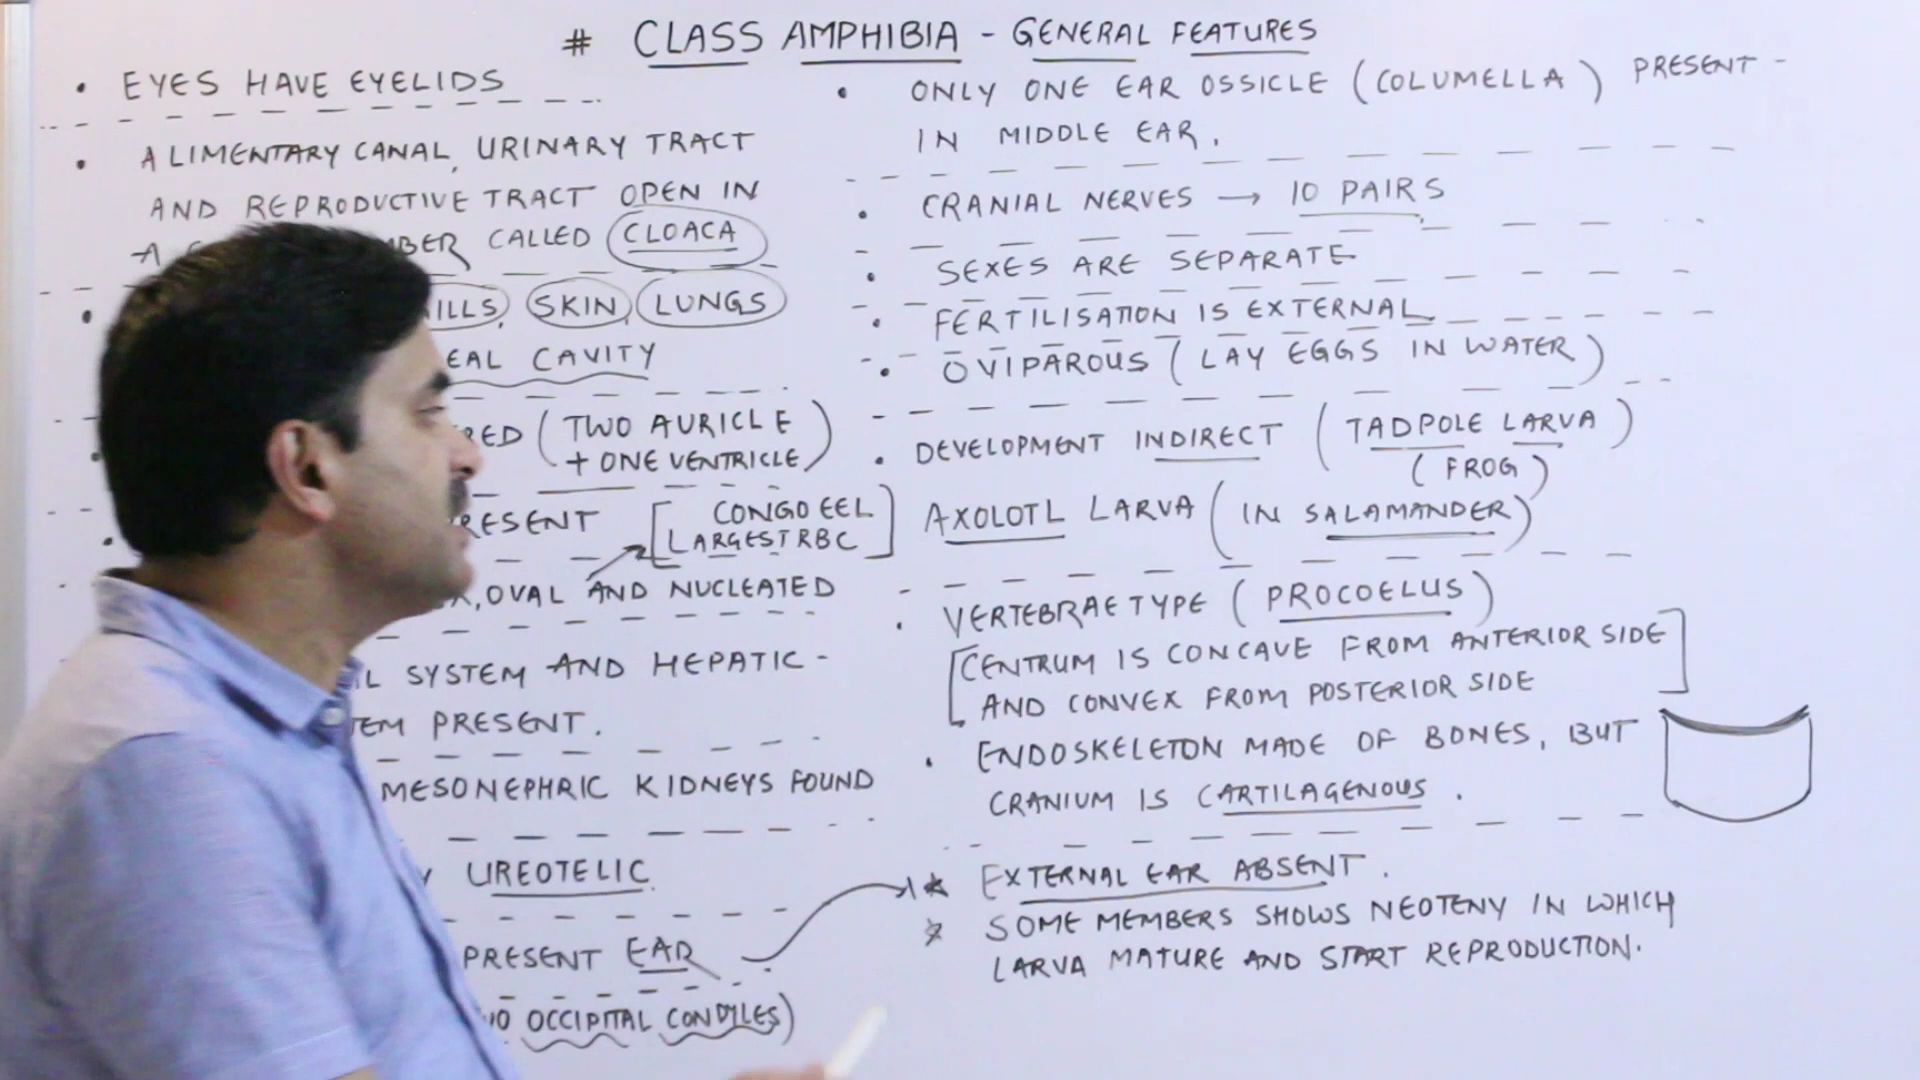 # CLASS AMPHIBIA - GENERAL FEATURES
• EYES HAVE EYELIDS
• ALIMENTARY CANAL, URINARY TRACT
AND REPRODUCTIVE TRACT OPEN IN
A CALLED CLOACA
SKIN, LUNGS
CAVITY
(TWO AURICLE
+ ONE VENTRICLE)
[CONGO EEL
LARGEST RBC]
, OVAL AND NUCLEATED
SYSTEM AND HEPATIC -
PRESENT.
MESONEPHRIC KIDNEYS FOUND
UREOTELIC
PRESENT EAR
OCCIPITAL CONDYLES)
• ONLY ONE EAR OSSICLE (COLUMELLA) PRESENT -
IN MIDDLE EAR.
• CRANIAL NERVES → 10 PAIRS
• SEXES ARE SEPARATE
• FERTILISATION IS EXTERNAL
• OVIPAROUS (LAY EGGS IN WATER)
• DEVELOPMENT INDIRECT (TADPOLE LARVA)
(FROG)
AXOLOTL LARVA (IN SALAMANDER)
• VERTEBRAE TYPE (PROCOELUS)
[CENTRUM IS CONCAVE FROM ANTERIOR SIDE
AND CONVEX FROM POSTERIOR SIDE]
• ENDOSKELETON MADE OF BONES, BUT
CRANIUM IS CARTILAGENOUS.
* EXTERNAL EAR ABSENT.
* SOME MEMBERS SHOWS NEOTENY IN WHICH
LARVA MATURE AND START REPRODUCTION.